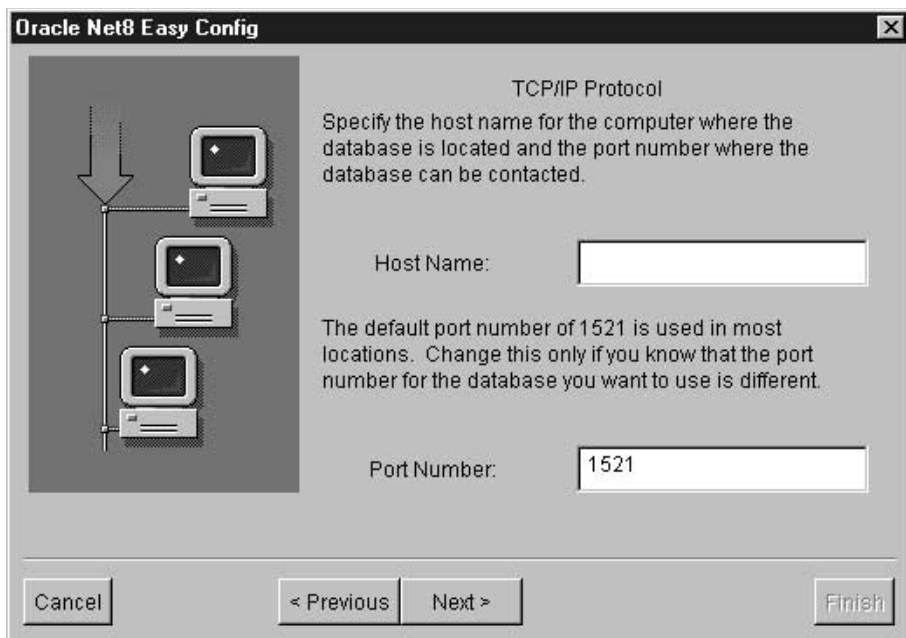 Oracle Net8 Easy Config
TCP/IP Protocol
Specify the host name for the computer where the
database is located and the port number where the
database can be contacted.
Host Name:
The default port number of 1521 is used in most
locations.  Change this only if you know that the port
number for the database you want to use is different.
Port Number:
1521
Cancel
< Previous
Next >
Finish